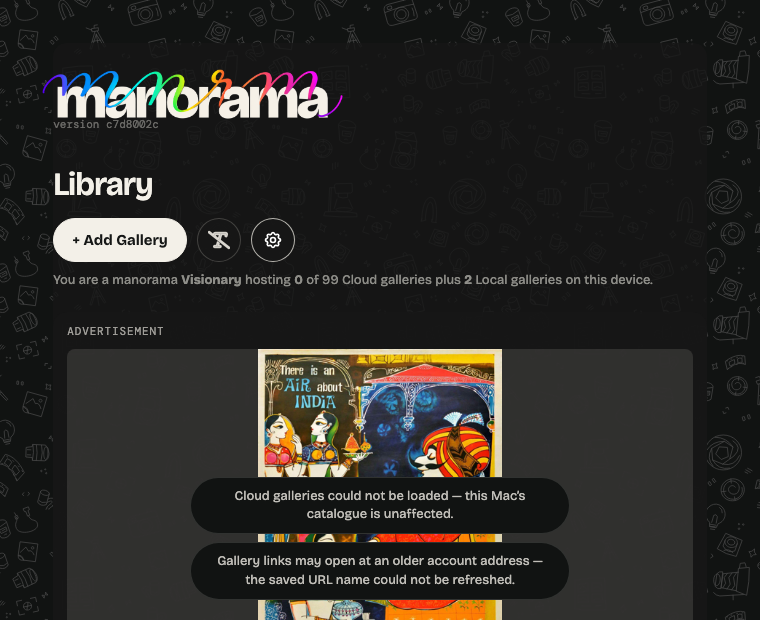 manorama
version c7d8002c
Library
+ Add Gallery
You are a manorama Visionary hosting 0 of 99 Cloud galleries plus 2 Local galleries on this device.
ADVERTISEMENT
There is an
AIR about
INDIA
Cloud galleries could not be loaded — this Mac’s
catalogue is unaffected.
Gallery links may open at an older account address —
the saved URL name could not be refreshed.